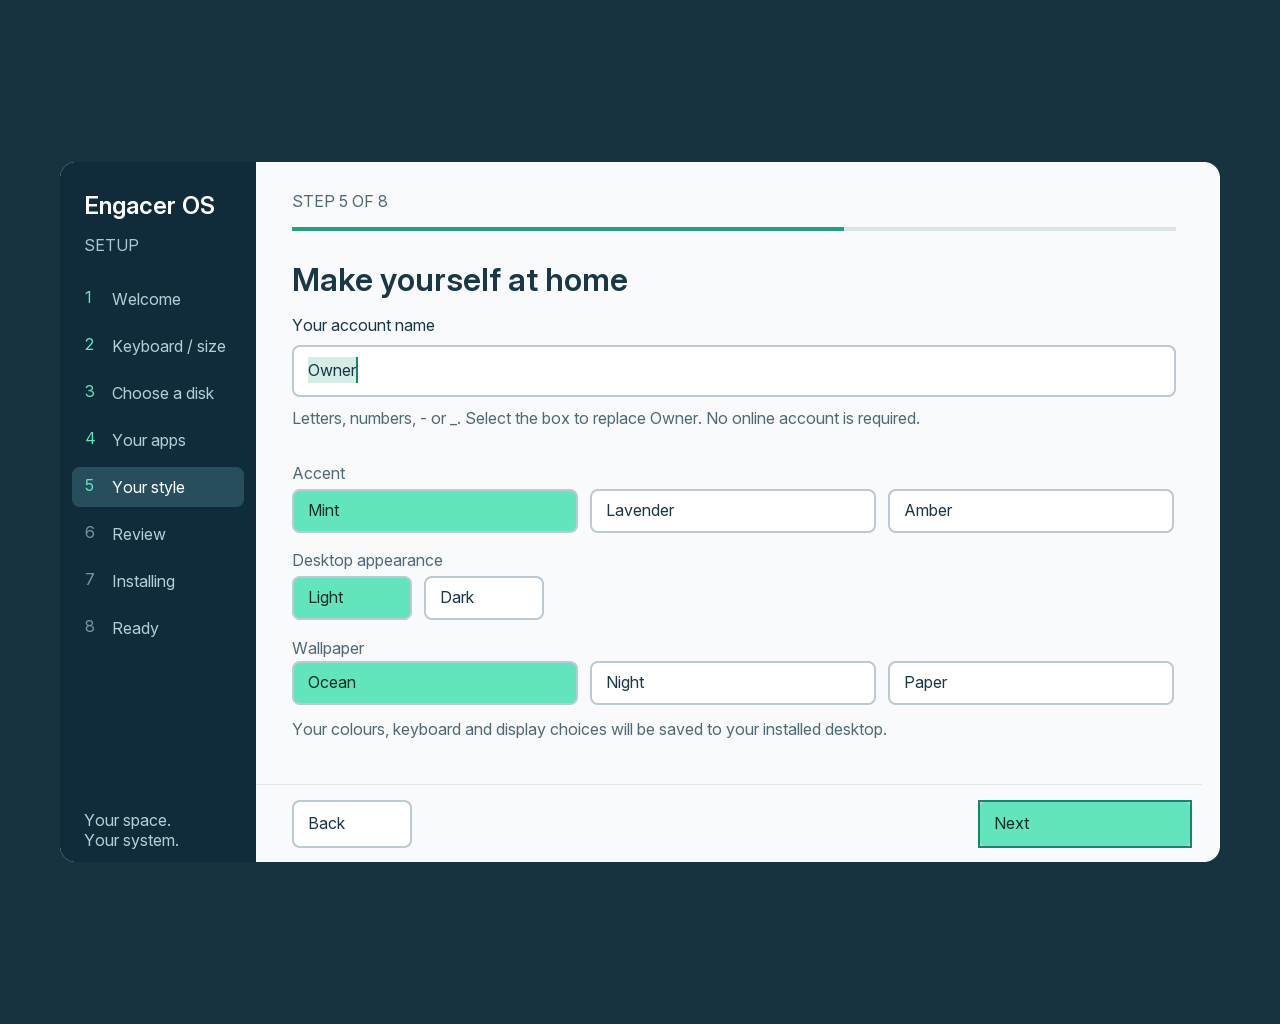 Engacer OS
SETUP
1 Welcome
2 Keyboard / size
3 Choose a disk
4 Your apps
5 Your style
6 Review
7 Installing
8 Ready
Your space.
Your system.
STEP 5 OF 8
Make yourself at home
Your account name
Owner
Letters, numbers, - or _. Select the box to replace Owner. No online account is required.
Accent
Mint Lavender Amber
Desktop appearance
Light Dark
Wallpaper
Ocean Night Paper
Your colours, keyboard and display choices will be saved to your installed desktop.
Back Next